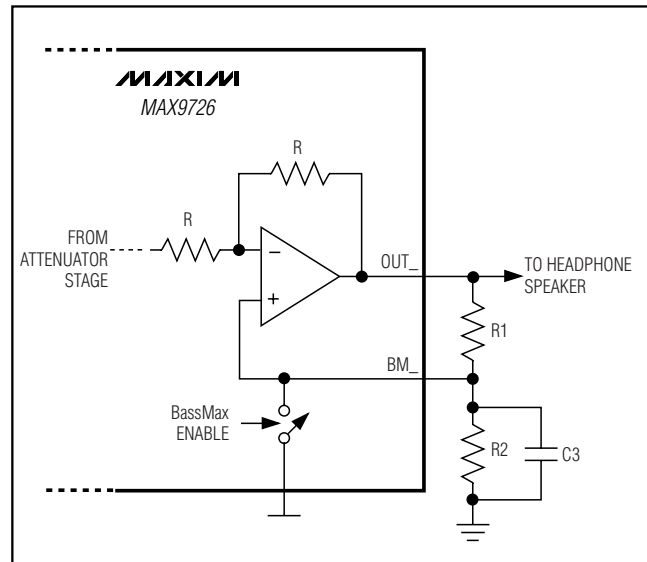 MAXIM
MAX9726
R
R
FROM
ATTENUATOR
STAGE
−
+
OUT_
TO HEADPHONE
SPEAKER
R1
BM_
BassMax
ENABLE
R2
C3